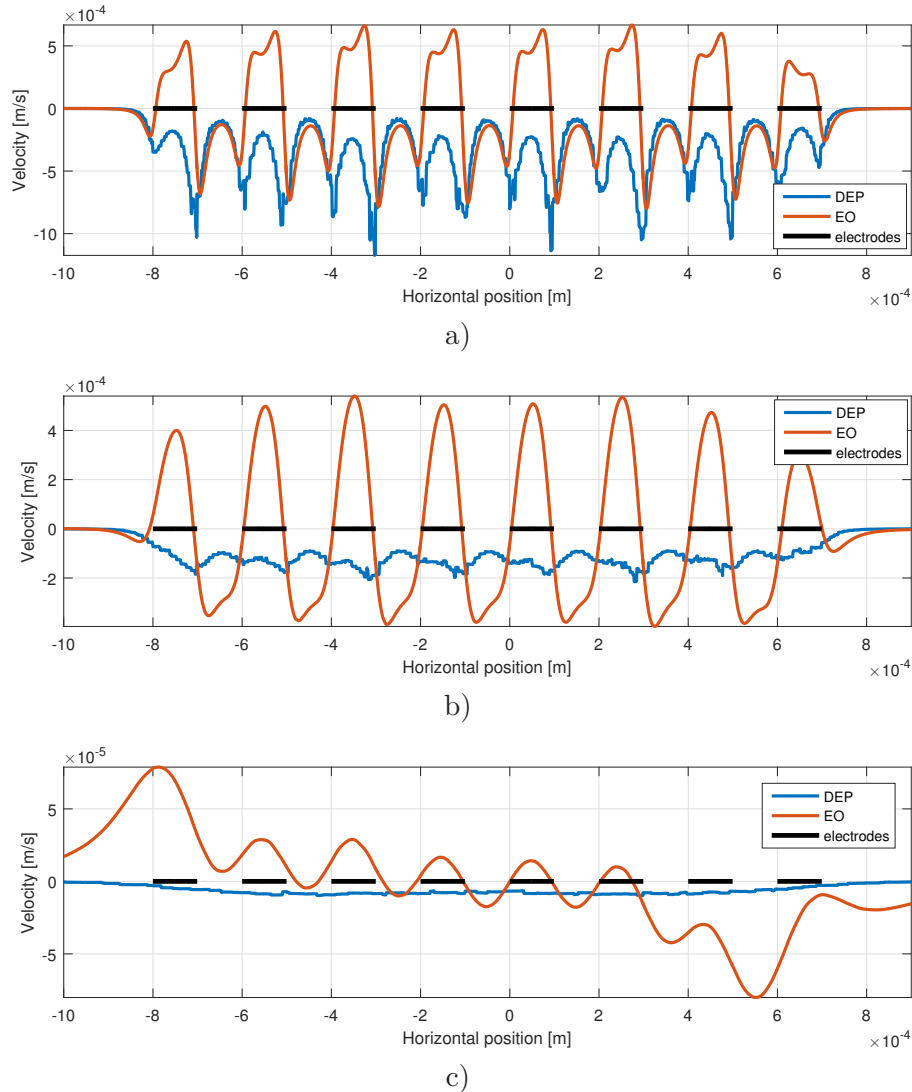 ×10⁻⁴
5
0
-5
-10
Velocity [m/s]
DEP
EO
electrodes
-10 -8 -6 -4 -2 0 2 4 6 8
Horizontal position [m]
×10⁻⁴
a)
×10⁻⁴
4
2
0
-2
Velocity [m/s]
DEP
EO
electrodes
-10 -8 -6 -4 -2 0 2 4 6 8
Horizontal position [m]
×10⁻⁴
b)
×10⁻⁵
5
0
-5
Velocity [m/s]
DEP
EO
electrodes
-10 -8 -6 -4 -2 0 2 4 6 8
Horizontal position [m]
×10⁻⁴
c)